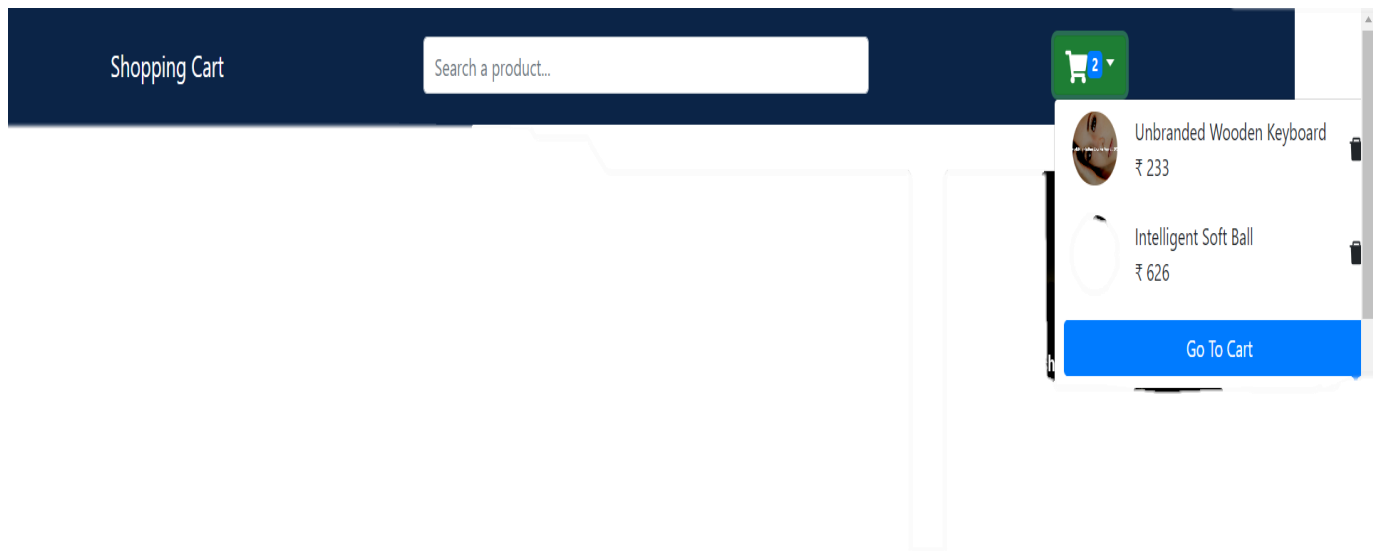 Shopping Cart
Search a product...
2
Unbranded Wooden Keyboard
₹ 233
Intelligent Soft Ball
₹ 626
Go To Cart